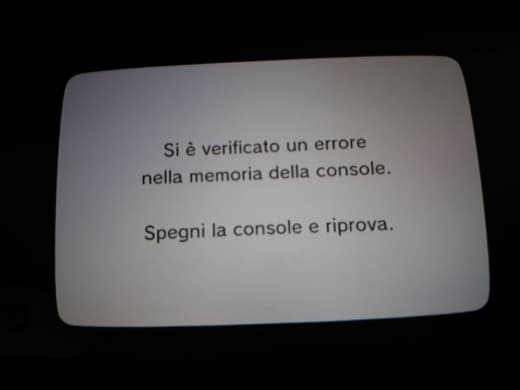 Si è verificato un errore
nella memoria della console.
Spegni la console e riprova.